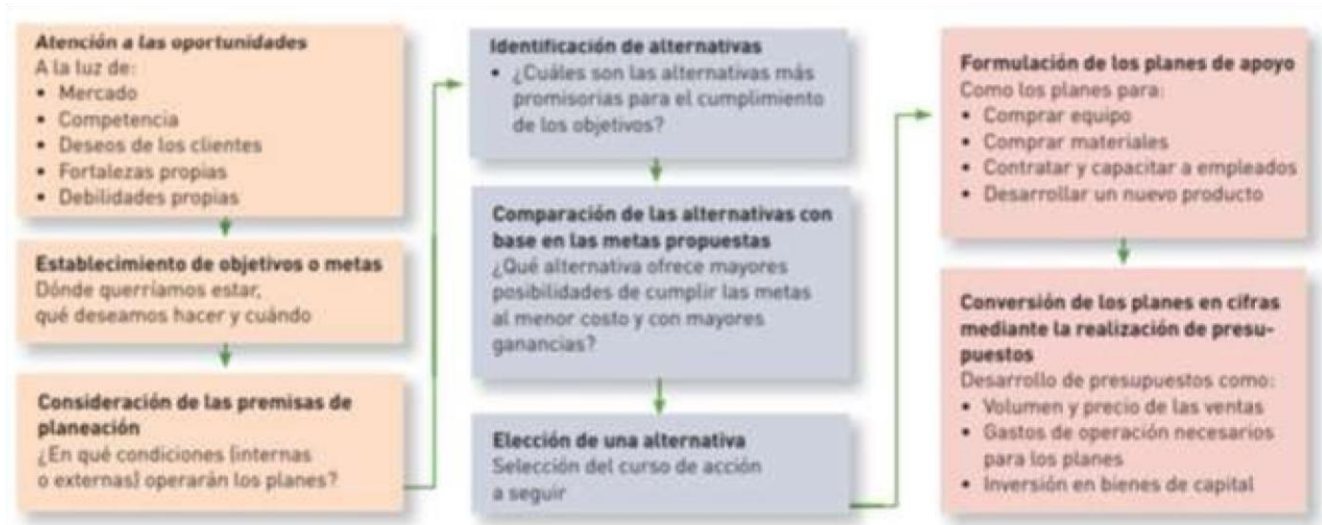 Atención a las oportunidades
A la luz de:
• Mercado
• Competencia
• Deseos de los clientes
• Fortalezas propias
• Debilidades propias
Establecimiento de objetivos o metas
Dónde querríamos estar,
qué deseamos hacer y cuándo
Consideración de las premisas de
planeación
¿En qué condiciones (internas
o externas) operarán los planes?
Identificación de alternativas
• ¿Cuáles son las alternativas más
promisorias para el cumplimiento
de los objetivos?
Comparación de las alternativas con
base en las metas propuestas
¿Qué alternativa ofrece mayores
posibilidades de cumplir las metas
al menor costo y con mayores
ganancias?
Elección de una alternativa
Selección del curso de acción
a seguir
Formulación de los planes de apoyo
Como los planes para:
• Comprar equipo
• Comprar materiales
• Contratar y capacitar a empleados
• Desarrollar un nuevo producto
Conversión de los planes en cifras
mediante la realización de presu-
puestos
Desarrollo de presupuestos como:
• Volumen y precio de las ventas
• Gastos de operación necesarios
para los planes
• Inversión en bienes de capital